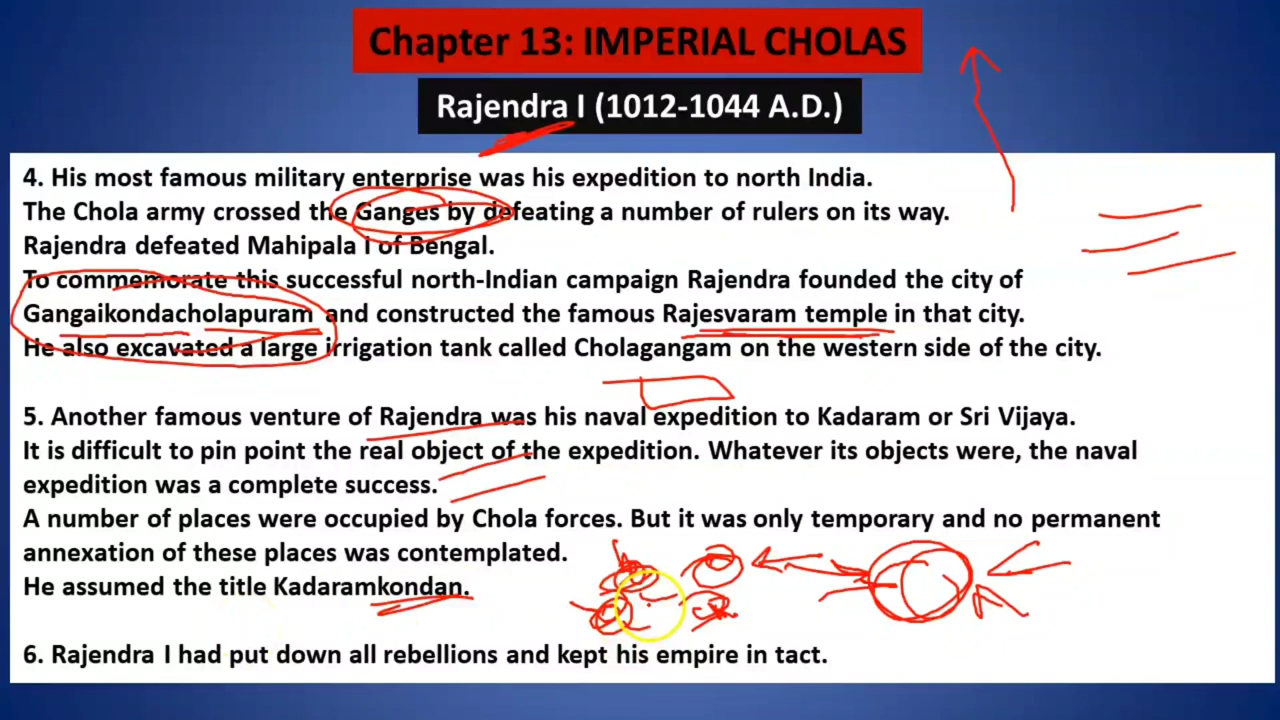 Chapter 13: IMPERIAL CHOLAS
Rajendra I (1012-1044 A.D.)
4. His most famous military enterprise was his expedition to north India.
The Chola army crossed the Ganges by defeating a number of rulers on its way.
Rajendra defeated Mahipala I of Bengal.
To commemorate this successful north-Indian campaign Rajendra founded the city of
Gangaikondacholapuram and constructed the famous Rajesvaram temple in that city.
He also excavated a large irrigation tank called Cholagangam on the western side of the city.
5. Another famous venture of Rajendra was his naval expedition to Kadaram or Sri Vijaya.
It is difficult to pin point the real object of the expedition. Whatever its objects were, the naval
expedition was a complete success.
A number of places were occupied by Chola forces. But it was only temporary and no permanent
annexation of these places was contemplated.
He assumed the title Kadaramkondan.
6. Rajendra I had put down all rebellions and kept his empire in tact.